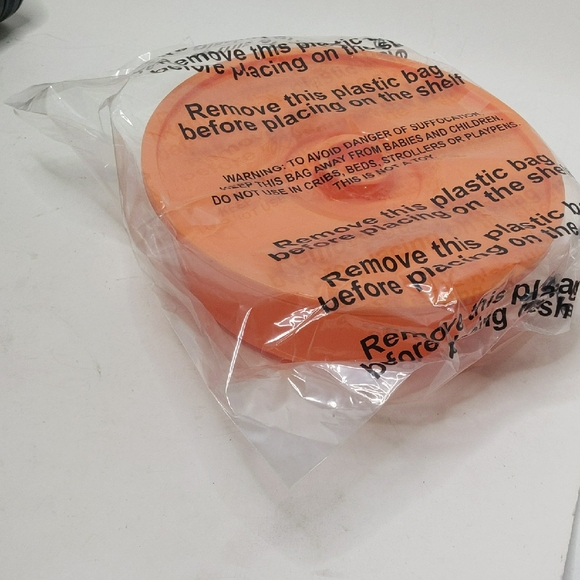 Remove this plastic
before placing on the
Remove this plastic bag
before placing on the shelf
WARNING: TO AVOID DANGER OF SUFFOCATION
KEEP THIS BAG AWAY FROM BABIES AND CHILDREN.
DO NOT USE IN CRIBS, BEDS, STROLLERS OR PLAYPENS.
THIS IS NOT A TOY
Remove this plastic bag
before placing on the shelf
Remove this plastic
before placing on the
Remove this
before